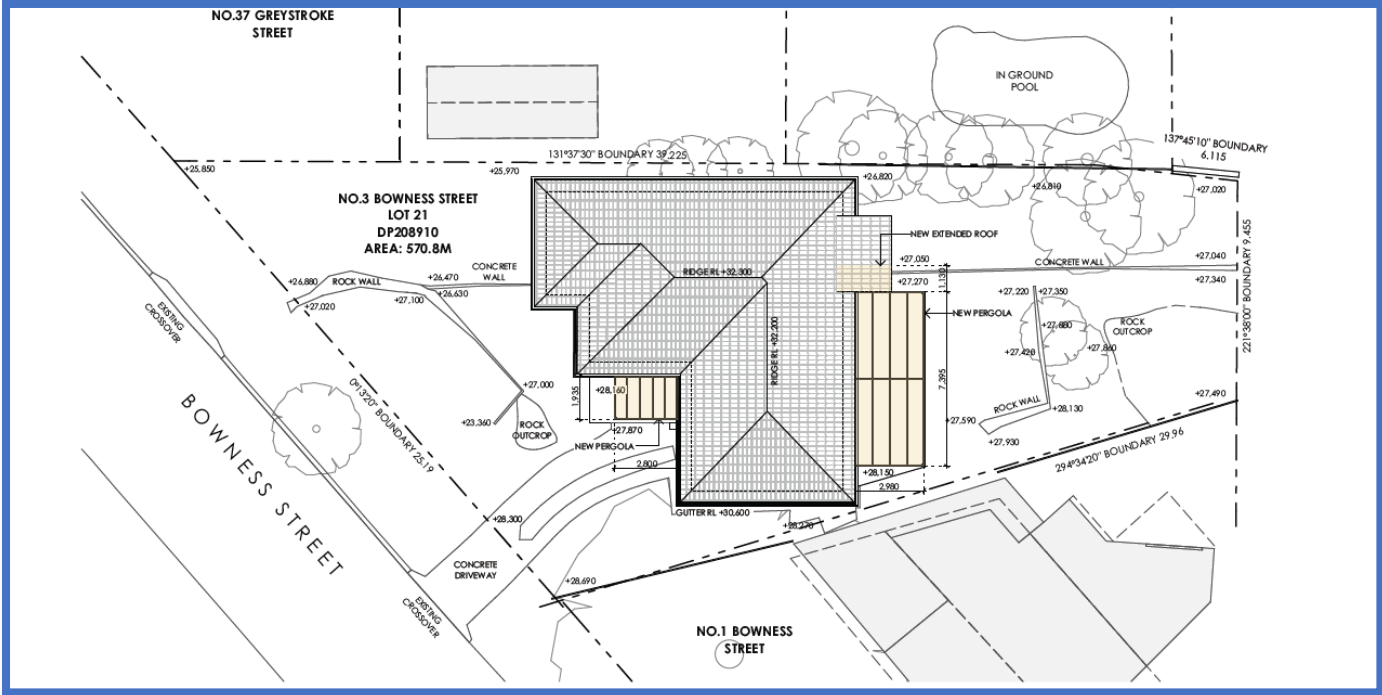 NO.37 GREYSTROKE
STREET
IN GROUND
POOL
137°45'10" BOUNDARY
6.115
131°37'30" BOUNDARY 39.225
+25,850
+25,970
+26,820
+26,810
+27,020
NO.3 BOWNESS STREET
LOT 21
DP208910
AREA: 570.8M
NEW EXTENDED ROOF
221°38'00" BOUNDARY 9.455
+26,880
ROCK WALL
+26,470
CONCRETE
WALL
RIDGE RL +32,300
+27,050
CONCRETE WALL
+27,040
+27,020
+27,100
+26,630
+27,270
1,130
+27,340
+27,220
+27,350
EXISTING
CROSSOVER
NEW PERGOLA
+27,880
ROCK
OUTCROP
RIDGE RL +32,200
+27,420
+27,860
0°13'20" BOUNDARY 25.19
+27,000
1,935
+28,160
7,395
+27,490
ROCK WALL
+28,130
+23,360
ROCK
OUTCROP
+27,870
+27,590
+27,930
NEW PERGOLA
2,800
294°34'20" BOUNDARY 29.96
BOWNESS STREET
+28,150
2,980
+28,300
GUTTER RL +30,600
+28,270
CONCRETE
DRIVEWAY
+28,690
EXISTING
CROSSOVER
NO.1 BOWNESS
STREET